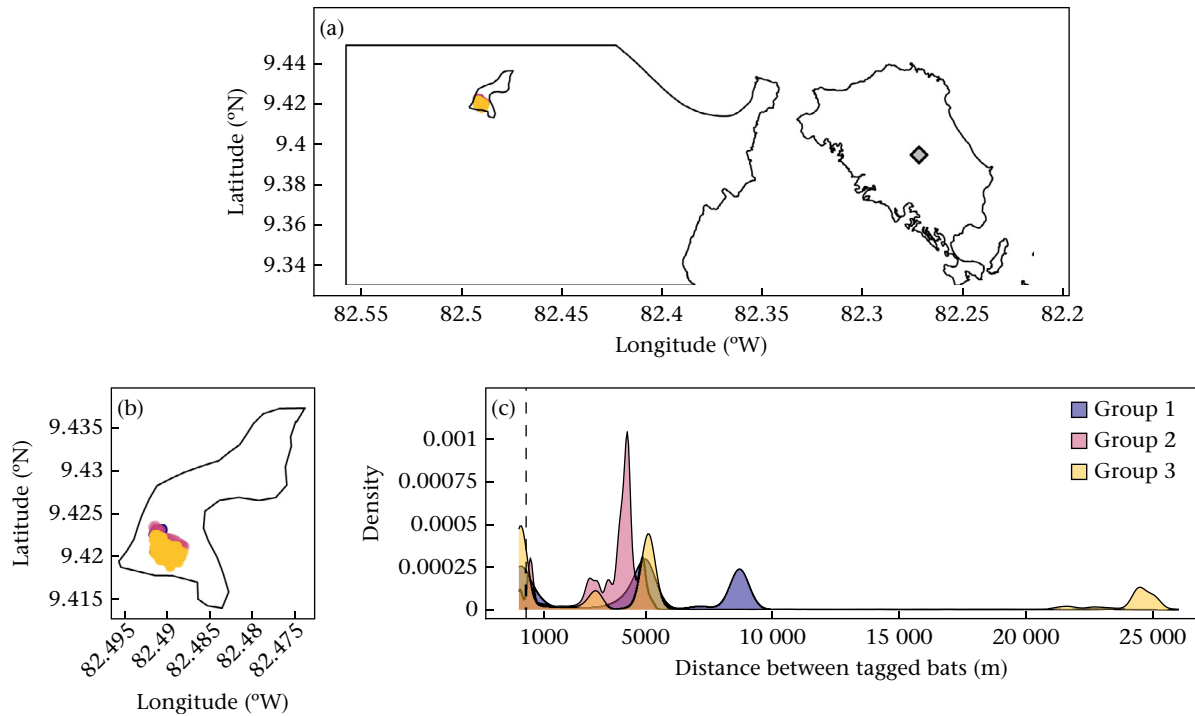 (a)
Latitude (ºN)
9.44
9.42
9.4
9.38
9.36
9.34
82.55 82.5 82.45 82.4 82.35 82.3 82.25 82.2
Longitude (ºW)
(b)
Latitude (ºN)
9.435
9.43
9.425
9.42
9.415
82.495 82.49 82.485 82.48 82.475
Longitude (ºW)
(c)
Group 1
Group 2
Group 3
Density
0.001
0.00075
0.0005
0.00025
0
1000 5000 10 000 15 000 20 000 25 000
Distance between tagged bats (m)